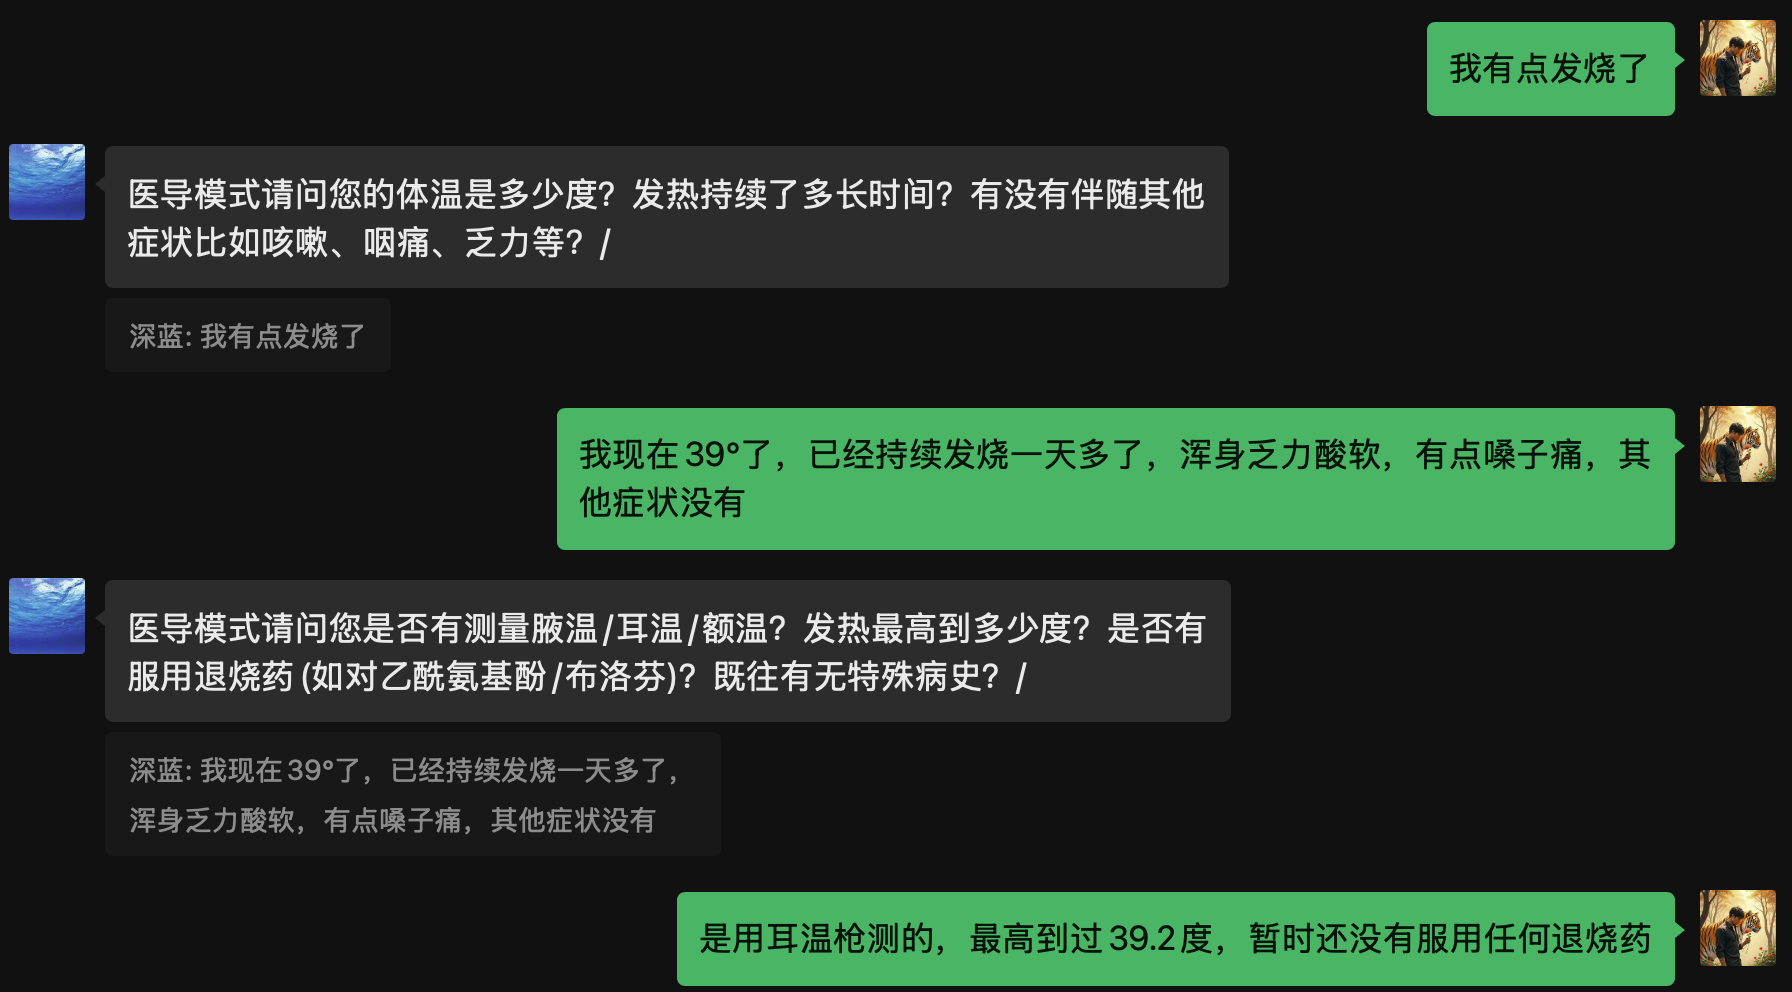 我有点发烧了
医导模式请问您的体温是多少度？发热持续了多长时间？有没有伴随其他
症状比如咳嗽、咽痛、乏力等？/
深蓝: 我有点发烧了
我现在39°了，已经持续发烧一天多了，浑身乏力酸软，有点嗓子痛，其
他症状没有
医导模式请问您是否有测量腋温/耳温/额温？发热最高到多少度？是否有
服用退烧药(如对乙酰氨基酚/布洛芬)？既往有无特殊病史？/
深蓝: 我现在39°了，已经持续发烧一天多了，
浑身乏力酸软，有点嗓子痛，其他症状没有
是用耳温枪测的，最高到过39.2度，暂时还没有服用任何退烧药